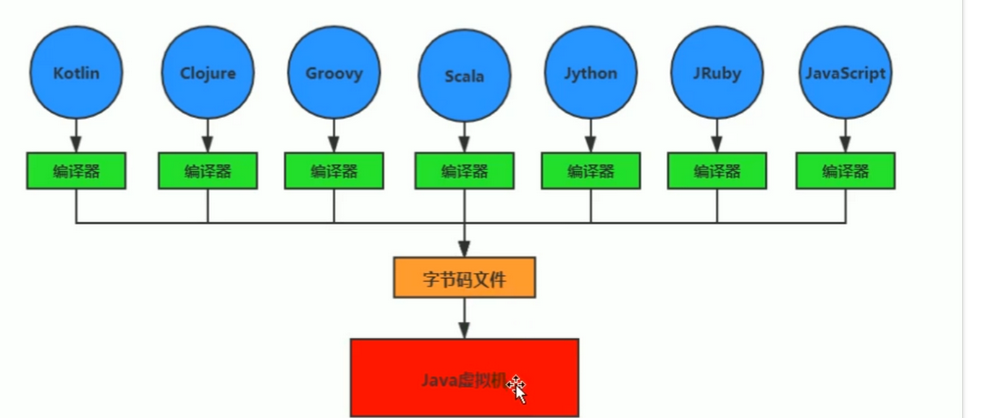 Kotlin
Clojure
Groovy
Scala
Jython
JRuby
JavaScript
编译器
编译器
编译器
编译器
编译器
编译器
编译器
字节码文件
Java虚拟机